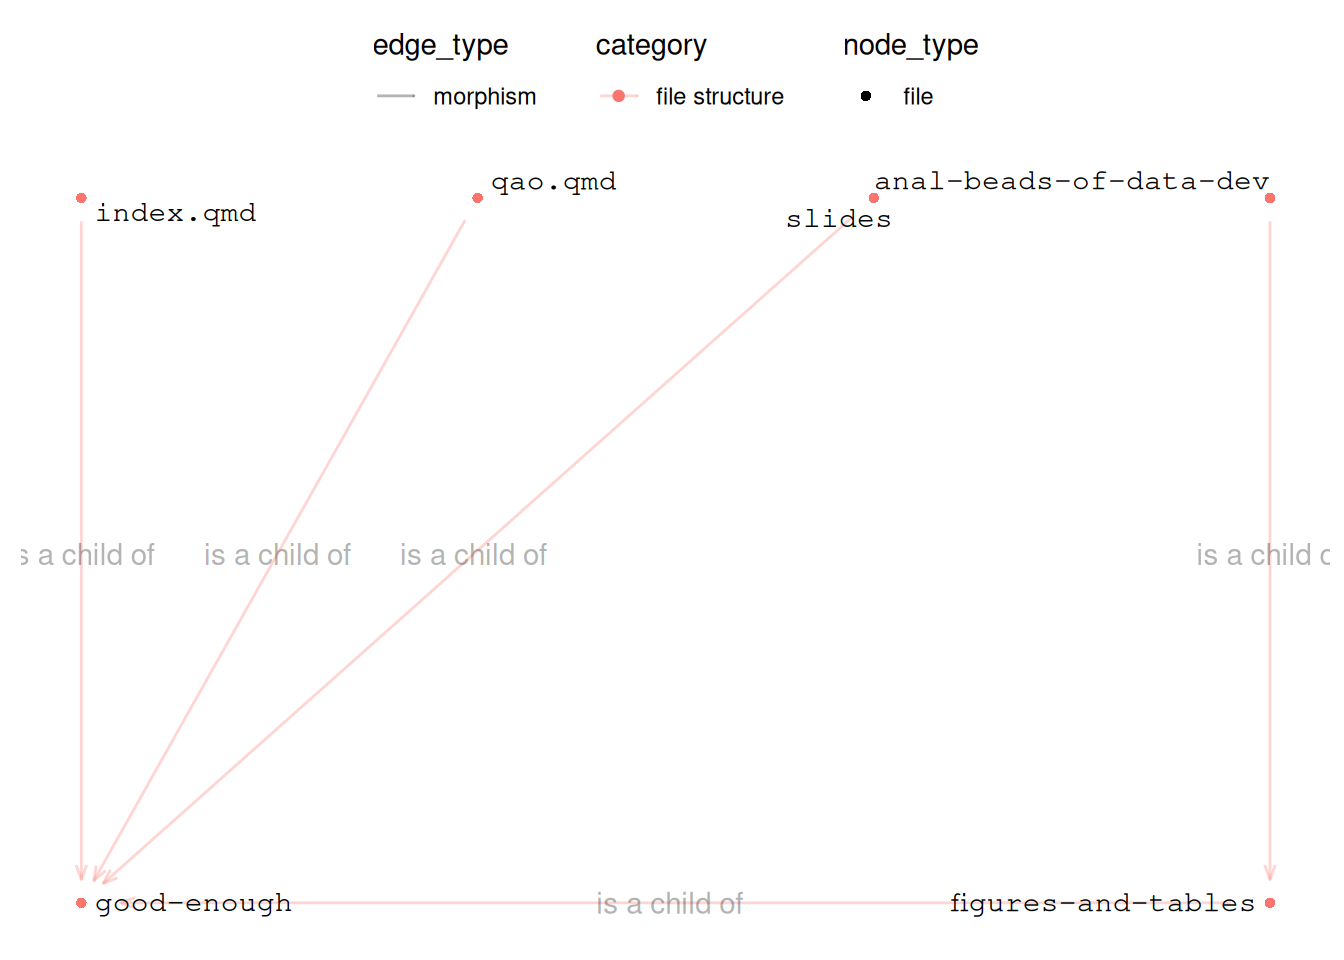 edge_type category node_type
morphism file structure file
qao.qmd anal-beads-of-data-dev
index.qmd slides
s a child of is a child of is a child of is a child o
good-enough is a child of figures-and-tables